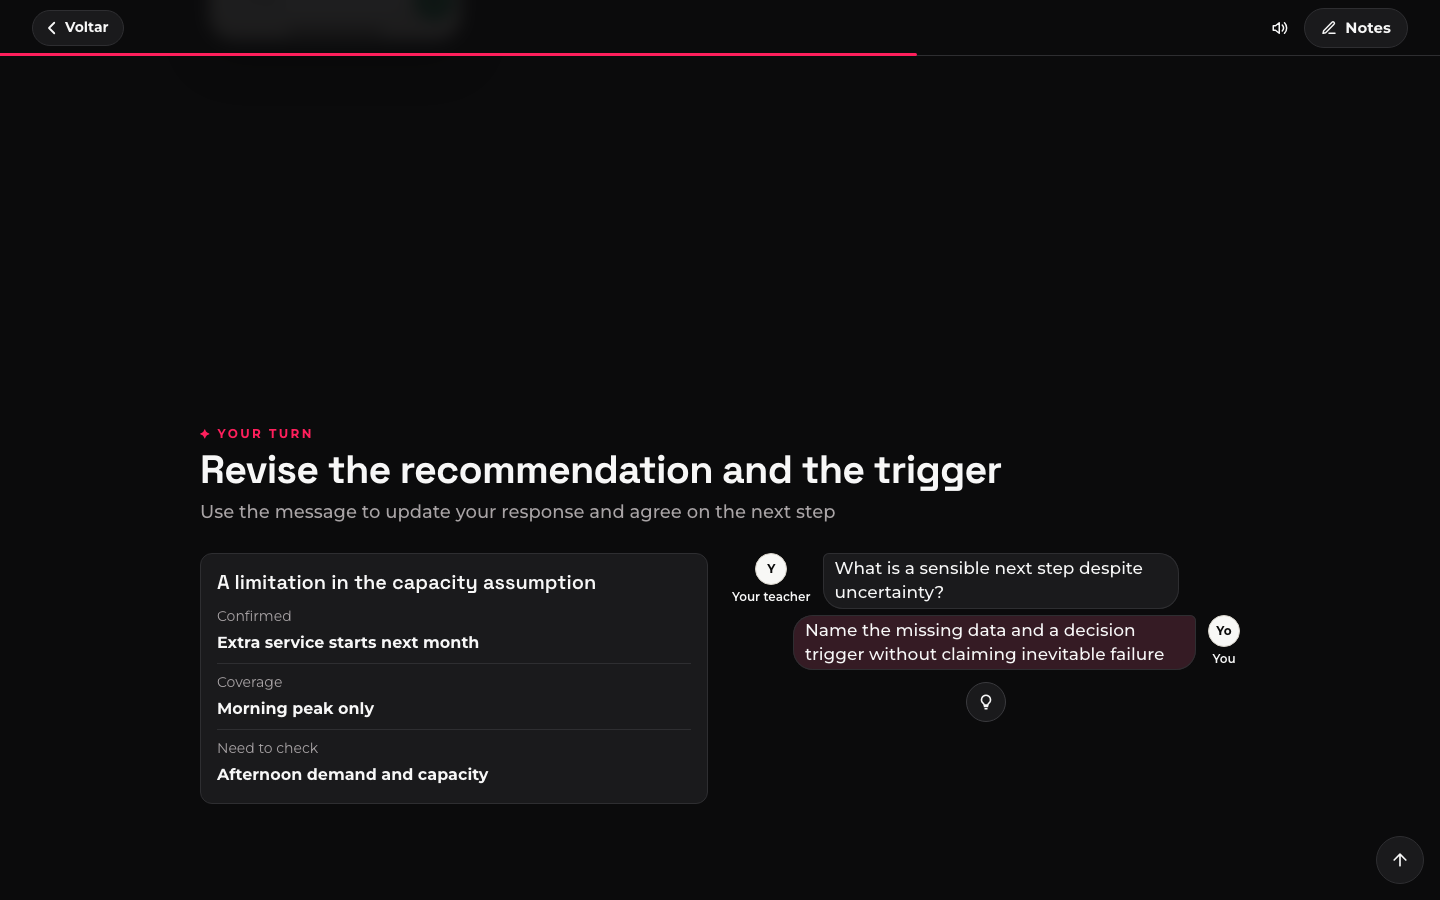 Voltar
Notes
YOUR TURN
Revise the recommendation and the trigger
Use the message to update your response and agree on the next step
A limitation in the capacity assumption
Confirmed
Extra service starts next month
Coverage
Morning peak only
Need to check
Afternoon demand and capacity
Y
Your teacher
What is a sensible next step despite
uncertainty?
Name the missing data and a decision
trigger without claiming inevitable failure
Yo
You